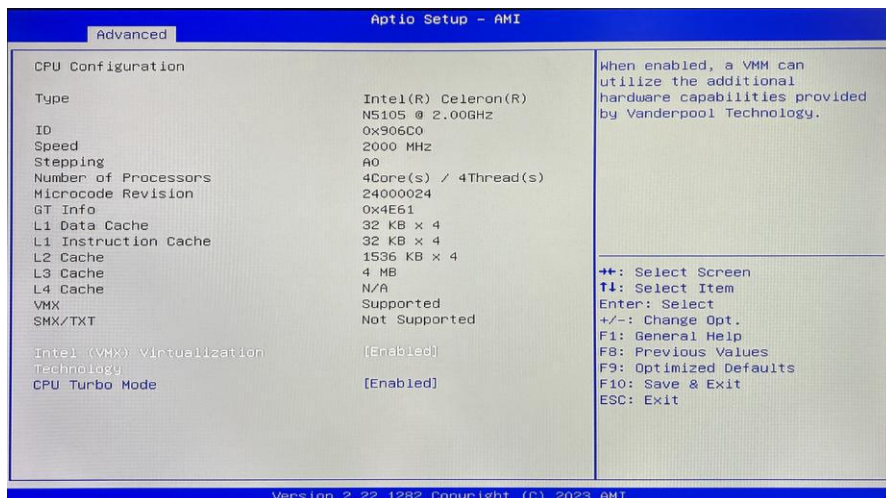 Aptio Setup - AMI
Advanced
CPU Configuration
Type Intel(R) Celeron(R)
N5105 @ 2.00GHz
ID 0x906C0
Speed 2000 MHz
Stepping A0
Number of Processors 4Core(s) / 4Thread(s)
Microcode Revision 24000024
GT Info 0x4E61
L1 Data Cache 32 KB x 4
L1 Instruction Cache 32 KB x 4
L2 Cache 1536 KB x 4
L3 Cache 4 MB
L4 Cache N/A
VMX Supported
SMX/TXT Not Supported
Intel (VMX) Virtualization [Enabled]
Technology
CPU Turbo Mode [Enabled]
When enabled, a VMM can
utilize the additional
hardware capabilities provided
by Vanderpool Technology.
→←: Select Screen
↑↓: Select Item
Enter: Select
+/-: Change Opt.
F1: General Help
F8: Previous Values
F9: Optimized Defaults
F10: Save & Exit
ESC: Exit
Version 2.22.1282 Copyright (C) 2023 AMI